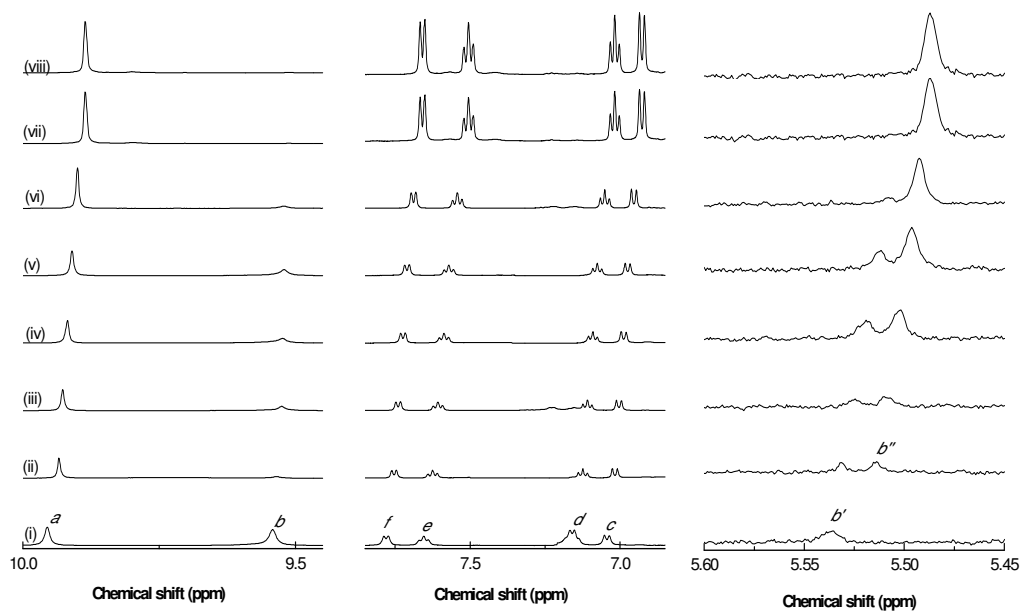 (viii)
(vii)
(vi)
(v)
(iv)
(iii)
(ii)
b''
(i) a b f e d c b'
10.0 9.5 7.5 7.0 5.60 5.55 5.50 5.45
Chemical shift (ppm) Chemical shift (ppm) Chemical shift (ppm)